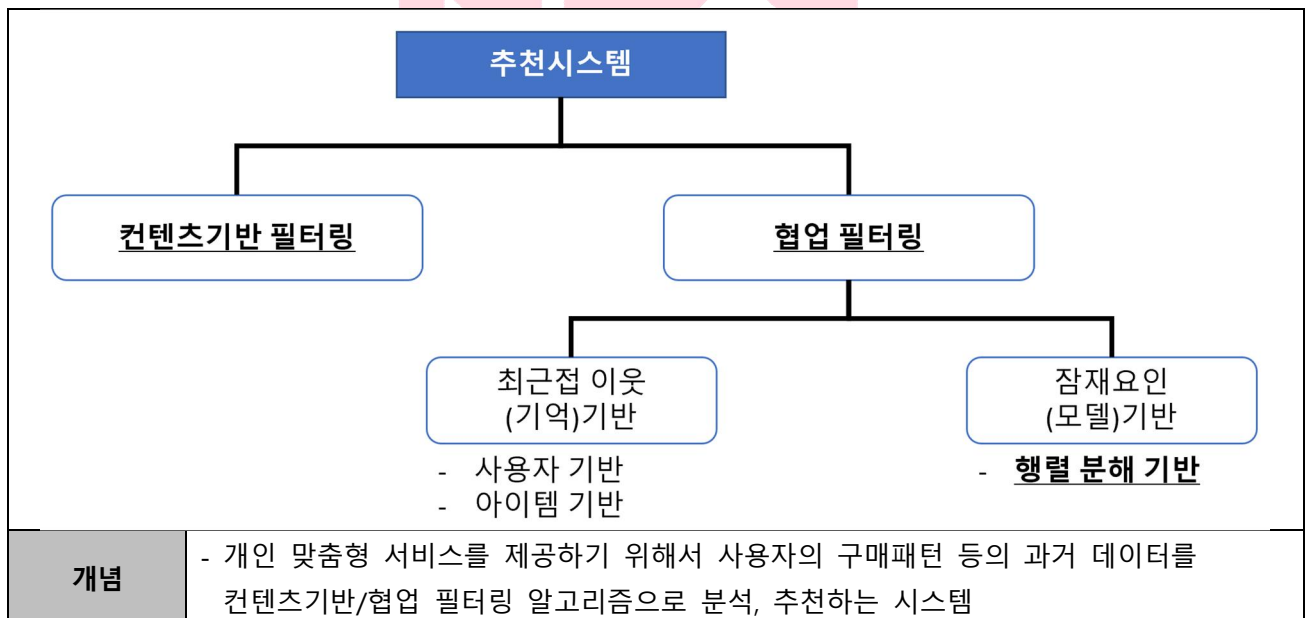 추천시스템
컨텐츠기반 필터링
협업 필터링
최근접 이웃
(기억)기반
잠재요인
(모델)기반
- 사용자 기반
- 아이템 기반
- 행렬 분해 기반
개념
- 개인 맞춤형 서비스를 제공하기 위해서 사용자의 구매패턴 등의 과거 데이터를
컨텐츠기반/협업 필터링 알고리즘으로 분석, 추천하는 시스템